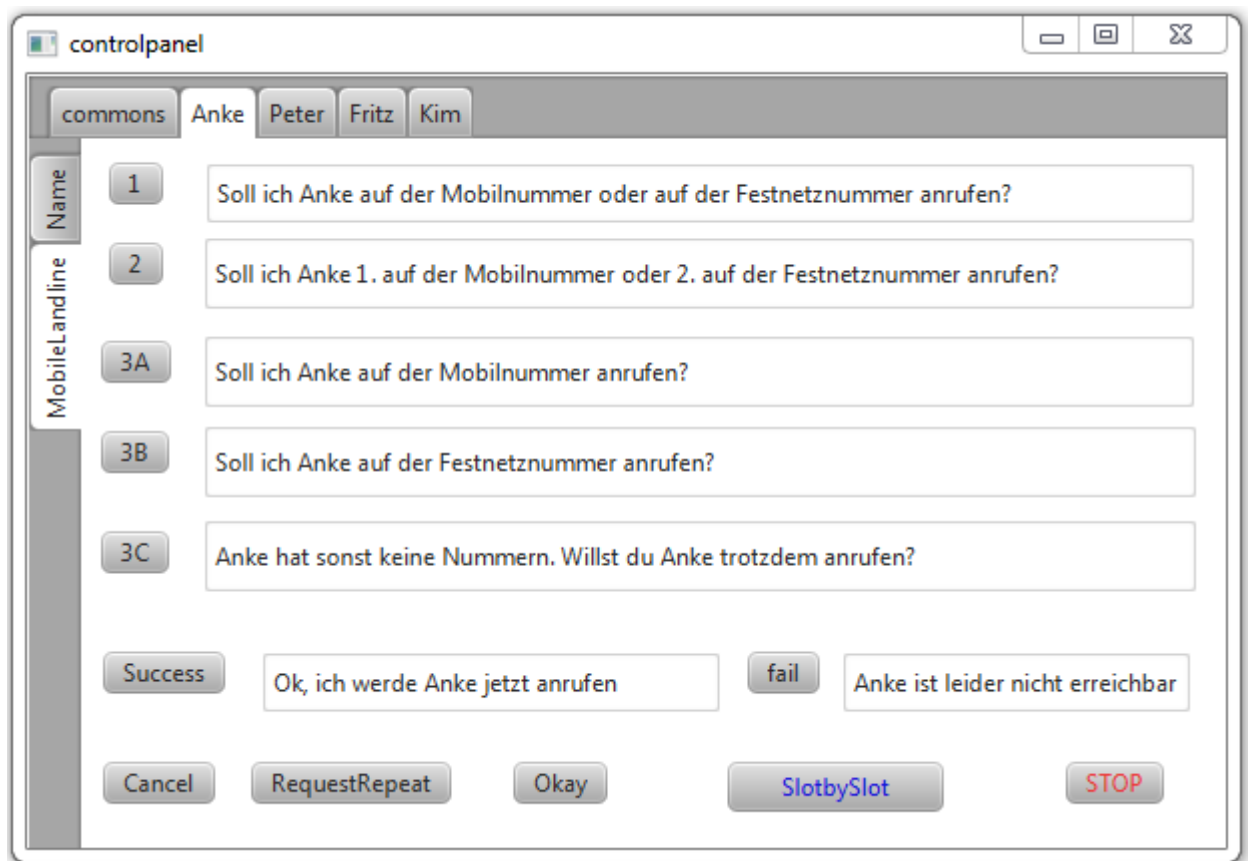 controlpanel
commons Anke Peter Fritz Kim
Name
MobileLandline
1 Soll ich Anke auf der Mobilnummer oder auf der Festnetznummer anrufen?
2 Soll ich Anke 1. auf der Mobilnummer oder 2. auf der Festnetznummer anrufen?
3A Soll ich Anke auf der Mobilnummer anrufen?
3B Soll ich Anke auf der Festnetznummer anrufen?
3C Anke hat sonst keine Nummern. Willst du Anke trotzdem anrufen?
Success Ok, ich werde Anke jetzt anrufen fail Anke ist leider nicht erreichbar
Cancel RequestRepeat Okay SlotbySlot STOP